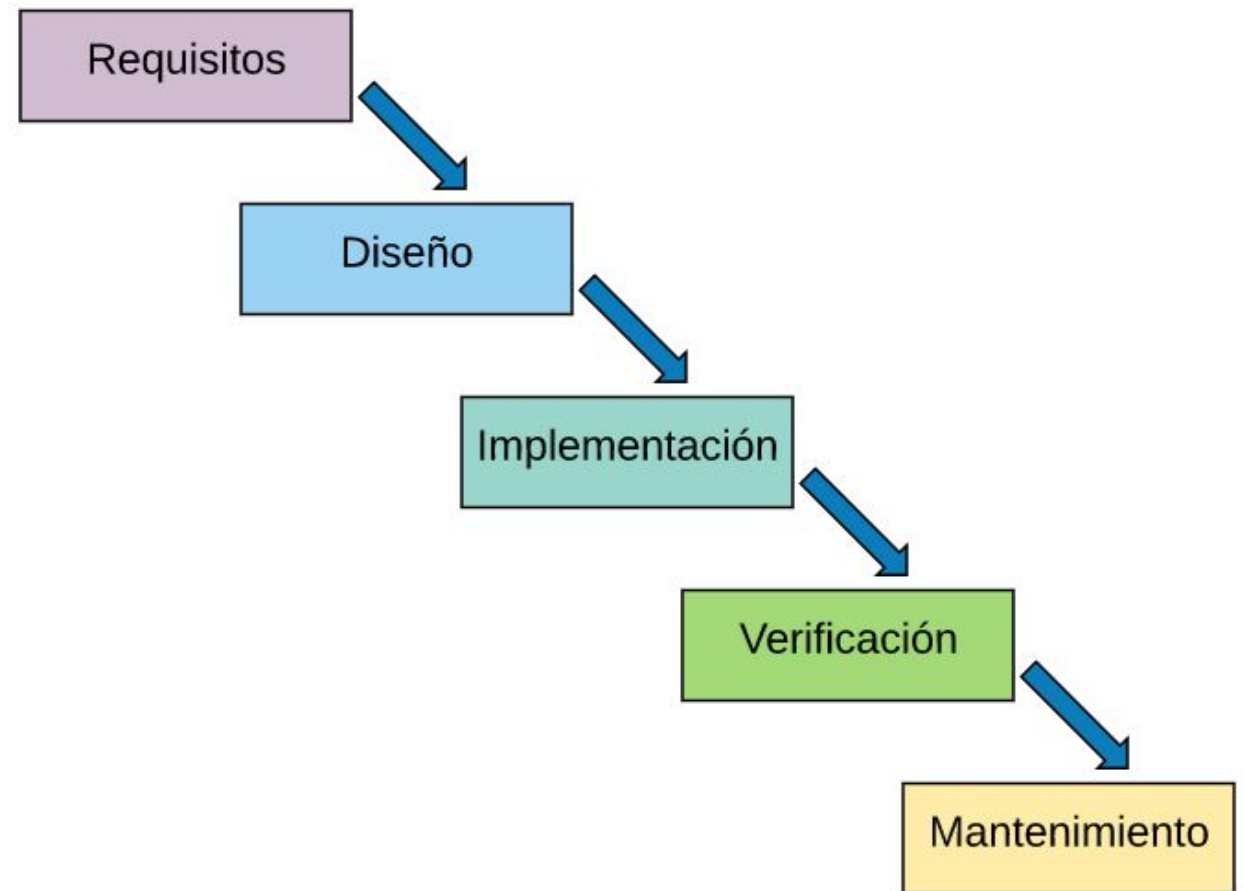 Requisitos
Diseño
Implementación
Verificación
Mantenimiento